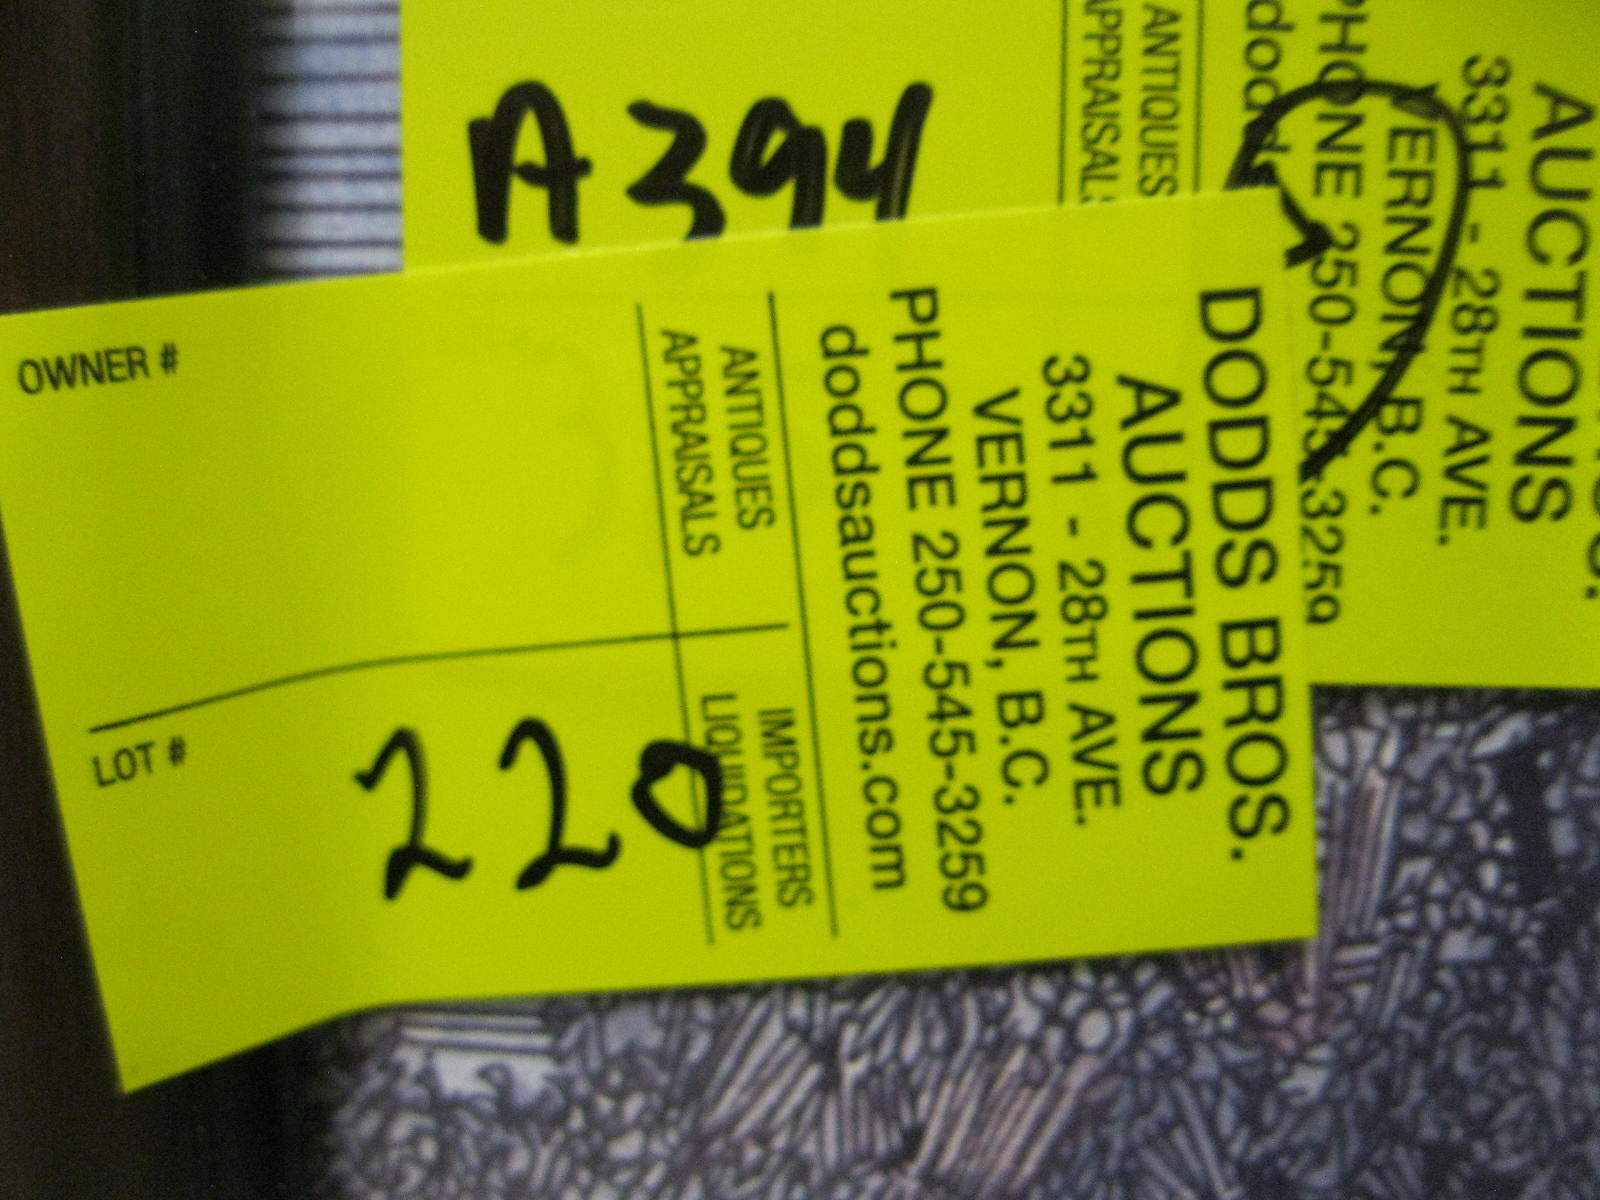 A394
ANTIQUES
APPRAISALS
dodds
PHONE 250-545-3259
VERNON, B.C.
3311 - 28TH AVE.
AUCTIONS
OWNER #
LOT #
220
DODDS BROS.
AUCTIONS
3311 - 28TH AVE.
VERNON, B.C.
PHONE 250-545-3259
doddsauctions.com
ANTIQUES
APPRAISALS
IMPORTERS
LIQUIDATIONS